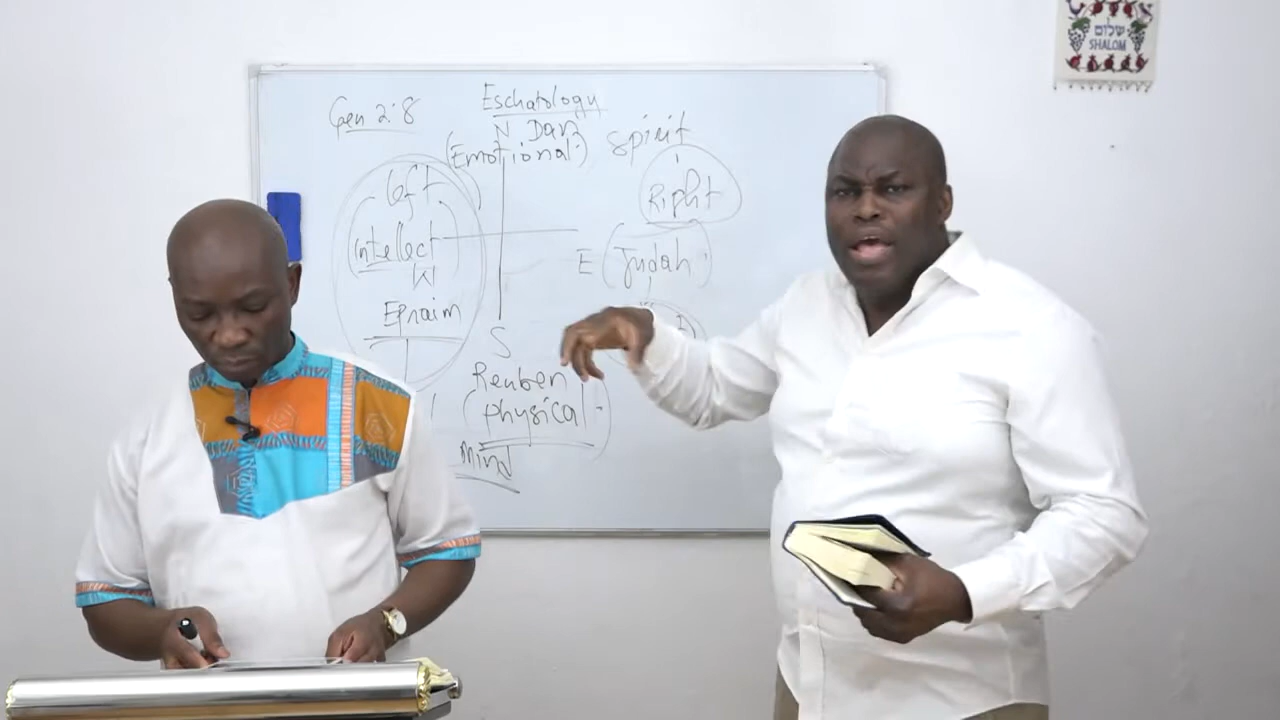 Gen 2:8
Eschatology
N Dan
(Emotional)
spirit
left
Right
Intellect
W
E (Judah)
Epraim
S
Reuben
(physical)
Mind
שלום
SHALOM